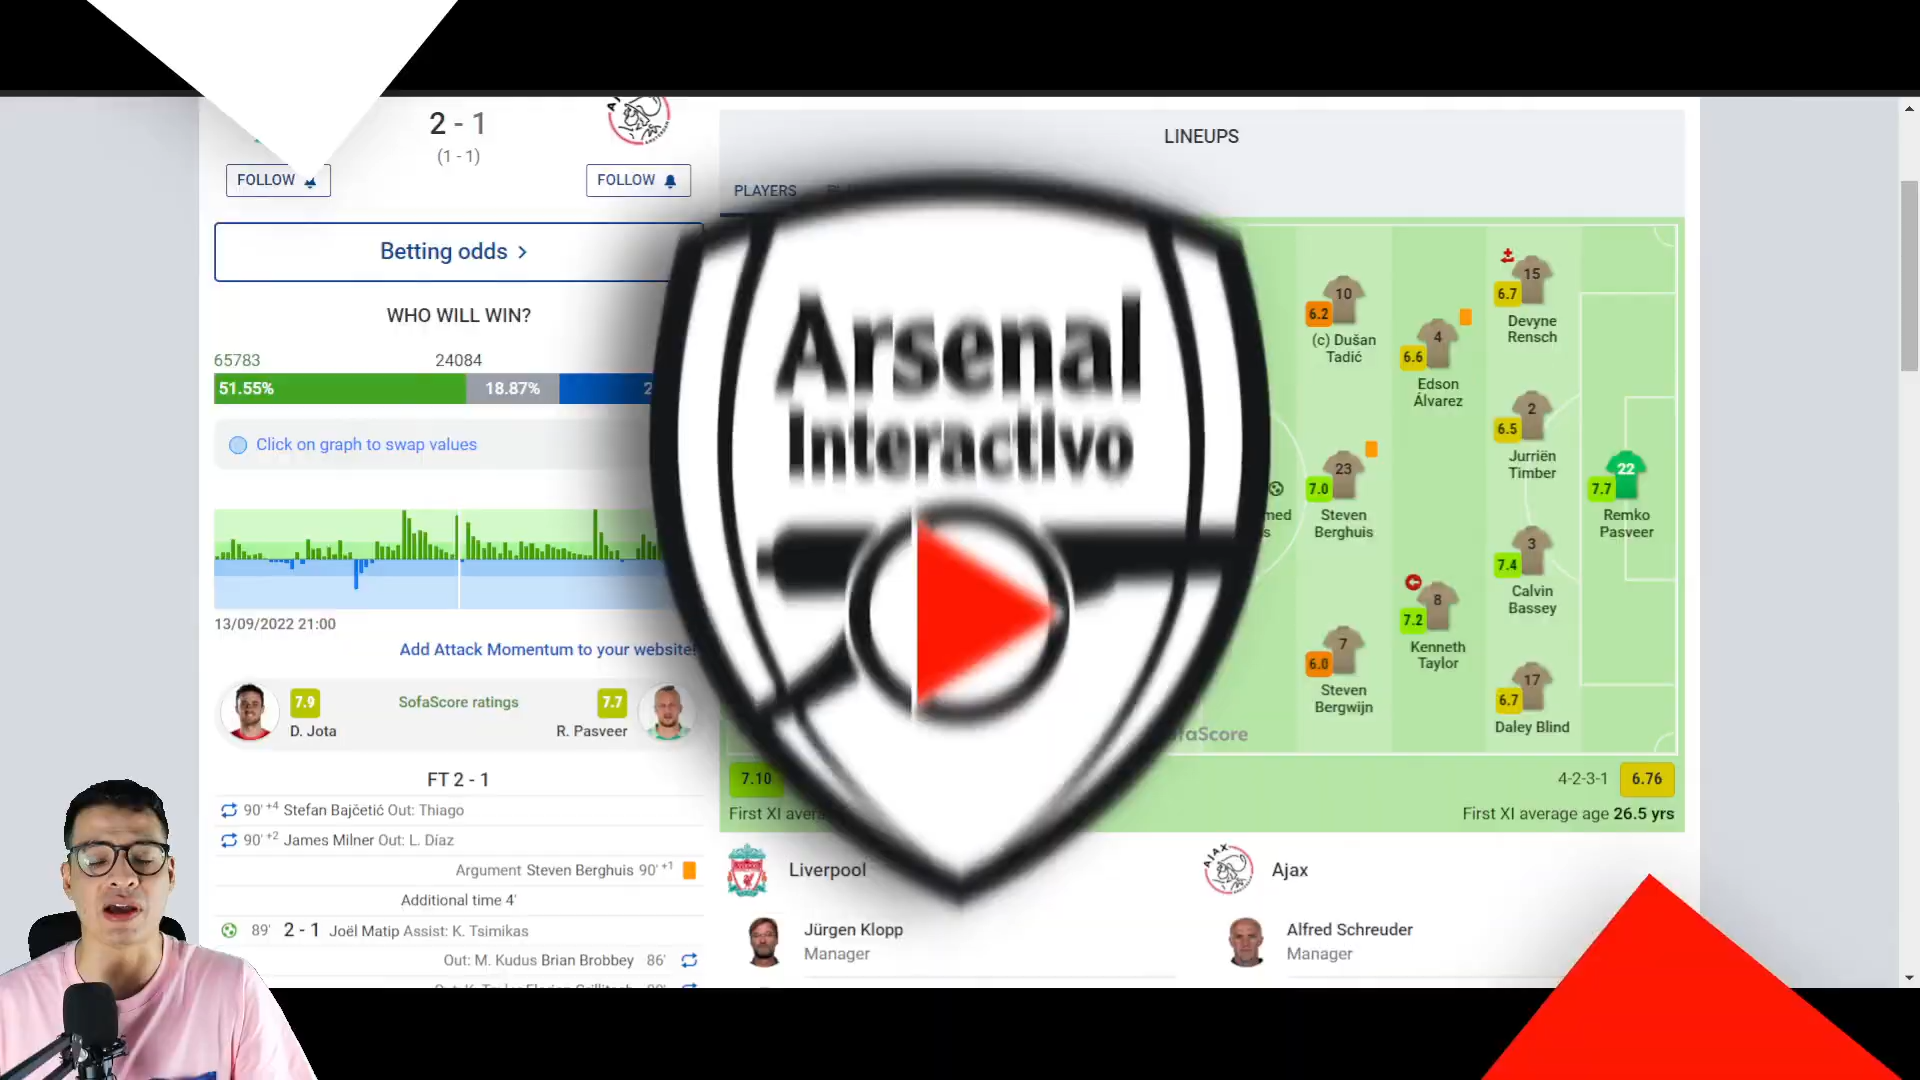 2 - 1
(1 - 1)
FOLLOW
FOLLOW
Betting odds >
WHO WILL WIN?
65783
24084
51.55%
18.87%
2
Click on graph to swap values
13/09/2022 21:00
Add Attack Momentum to your website!
7.9
SofaScore ratings
7.7
D. Jota
R. Pasveer
FT 2 - 1
90' +4 Stefan Bajčetić Out: Thiago
90' +2 James Milner Out: L. Díaz
Argument Steven Berghuis 90' +1
Additional time 4'
89' 2 - 1 Joël Matip Assist: K. Tsimikas
Out: M. Kudus Brian Brobbey 86'
LINEUPS
PLAYERS
Arsenal
Interactivo
10
6.2
(c) Dušan
Tadić
23
7.0
Steven
Berghuis
7
6.0
Steven
Bergwijn
4
6.6
Edson
Álvarez
8
7.2
Kenneth
Taylor
15
6.7
Devyne
Rensch
2
6.5
Jurriën
Timber
3
7.4
Calvin
Bassey
17
6.7
Daley Blind
22
7.7
Remko
Pasveer
faScore
7.10
4-2-3-1
6.76
First XI avera
First XI average age 26.5 yrs
Liverpool
Ajax
Jürgen Klopp
Manager
Alfred Schreuder
Manager